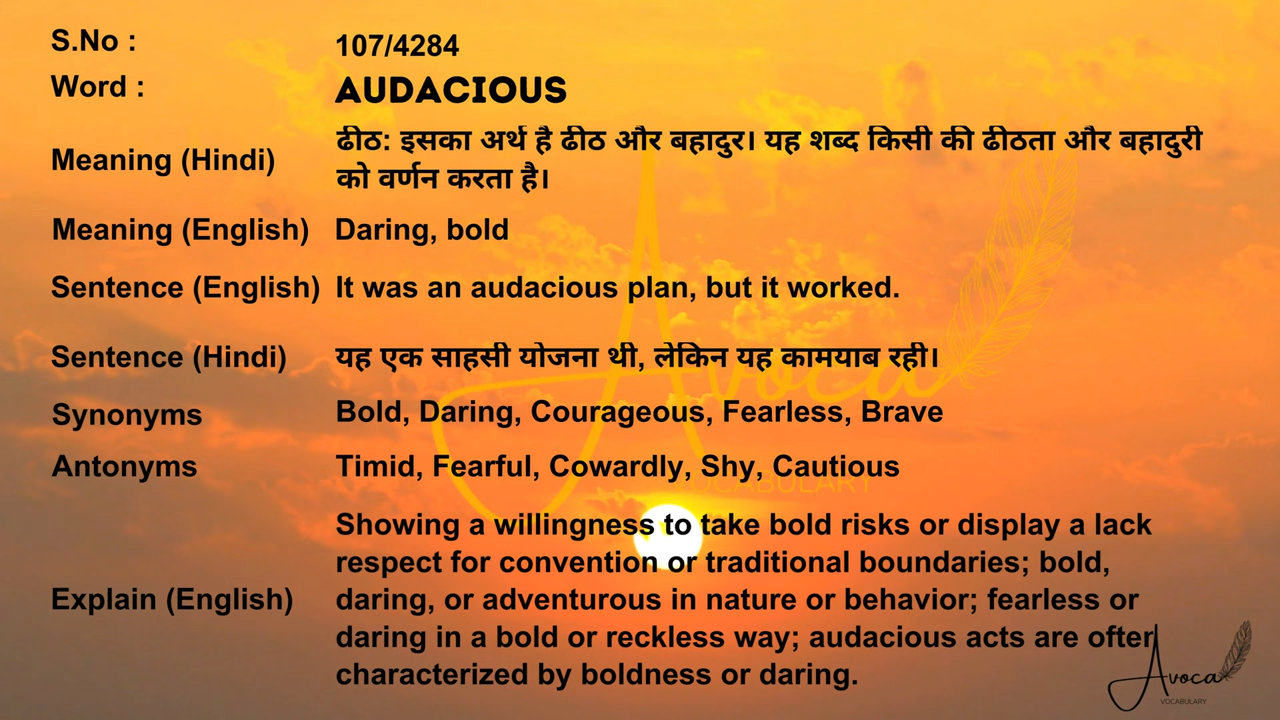 S.No :
107/4284
Word :
AUDACIOUS
Meaning (Hindi)
ढीठ: इसका अर्थ है ढीठ और बहादुर। यह शब्द किसी की ढीठता और बहादुरी
को वर्णन करता है।
Meaning (English)
Daring, bold
Sentence (English)
It was an audacious plan, but it worked.
Sentence (Hindi)
यह एक साहसी योजना थी, लेकिन यह कामयाब रही।
Synonyms
Bold, Daring, Courageous, Fearless, Brave
Antonyms
Timid, Fearful, Cowardly, Shy, Cautious
Explain (English)
Showing a willingness to take bold risks or display a lack
respect for convention or traditional boundaries; bold,
daring, or adventurous in nature or behavior; fearless or
daring in a bold or reckless way; audacious acts are often
characterized by boldness or daring.
Avoca
VOCABULARY
Avoca
VOCABULARY